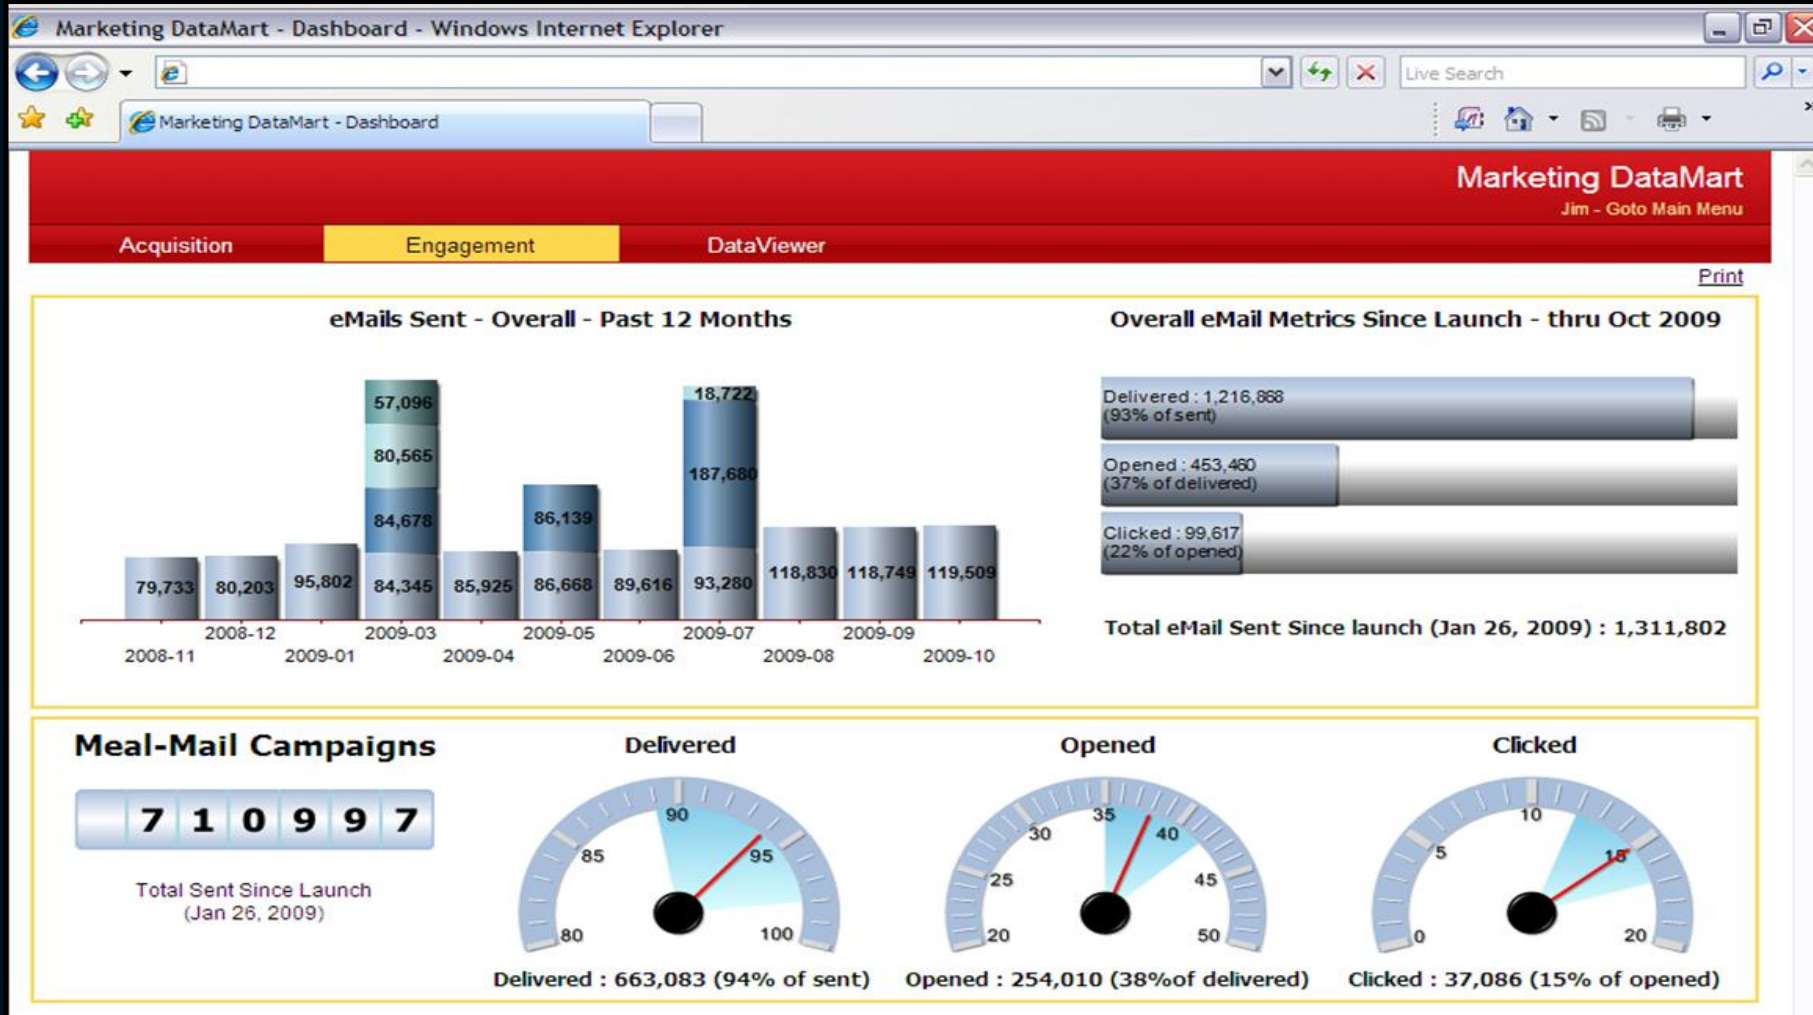 Marketing DataMart - Dashboard - Windows Internet Explorer
Live Search
Marketing DataMart - Dashboard
Marketing DataMart
Jim - Goto Main Menu
Acquisition Engagement DataViewer
Print
eMails Sent - Overall - Past 12 Months
57,096
18,722
80,565
187,680
84,678
86,139
79,733 80,203 95,802 84,345 85,925 86,668 89,616 93,280 118,830 118,749 119,509
2008-12 2009-03 2009-05 2009-07 2009-09
2008-11 2009-01 2009-04 2009-06 2009-08 2009-10
Overall eMail Metrics Since Launch - thru Oct 2009
Delivered : 1,216,868
(93% of sent)
Opened : 453,460
(37% of delivered)
Clicked : 99,617
(22% of opened)
Total eMail Sent Since launch (Jan 26, 2009) : 1,311,802
Meal-Mail Campaigns
7 1 0 9 9 7
Total Sent Since Launch
(Jan 26, 2009)
Delivered
80 85 90 95 100
Delivered : 663,083 (94% of sent)
Opened
20 25 30 35 40 45 50
Opened : 254,010 (38%of delivered)
Clicked
0 5 10 15 20
Clicked : 37,086 (15% of opened)